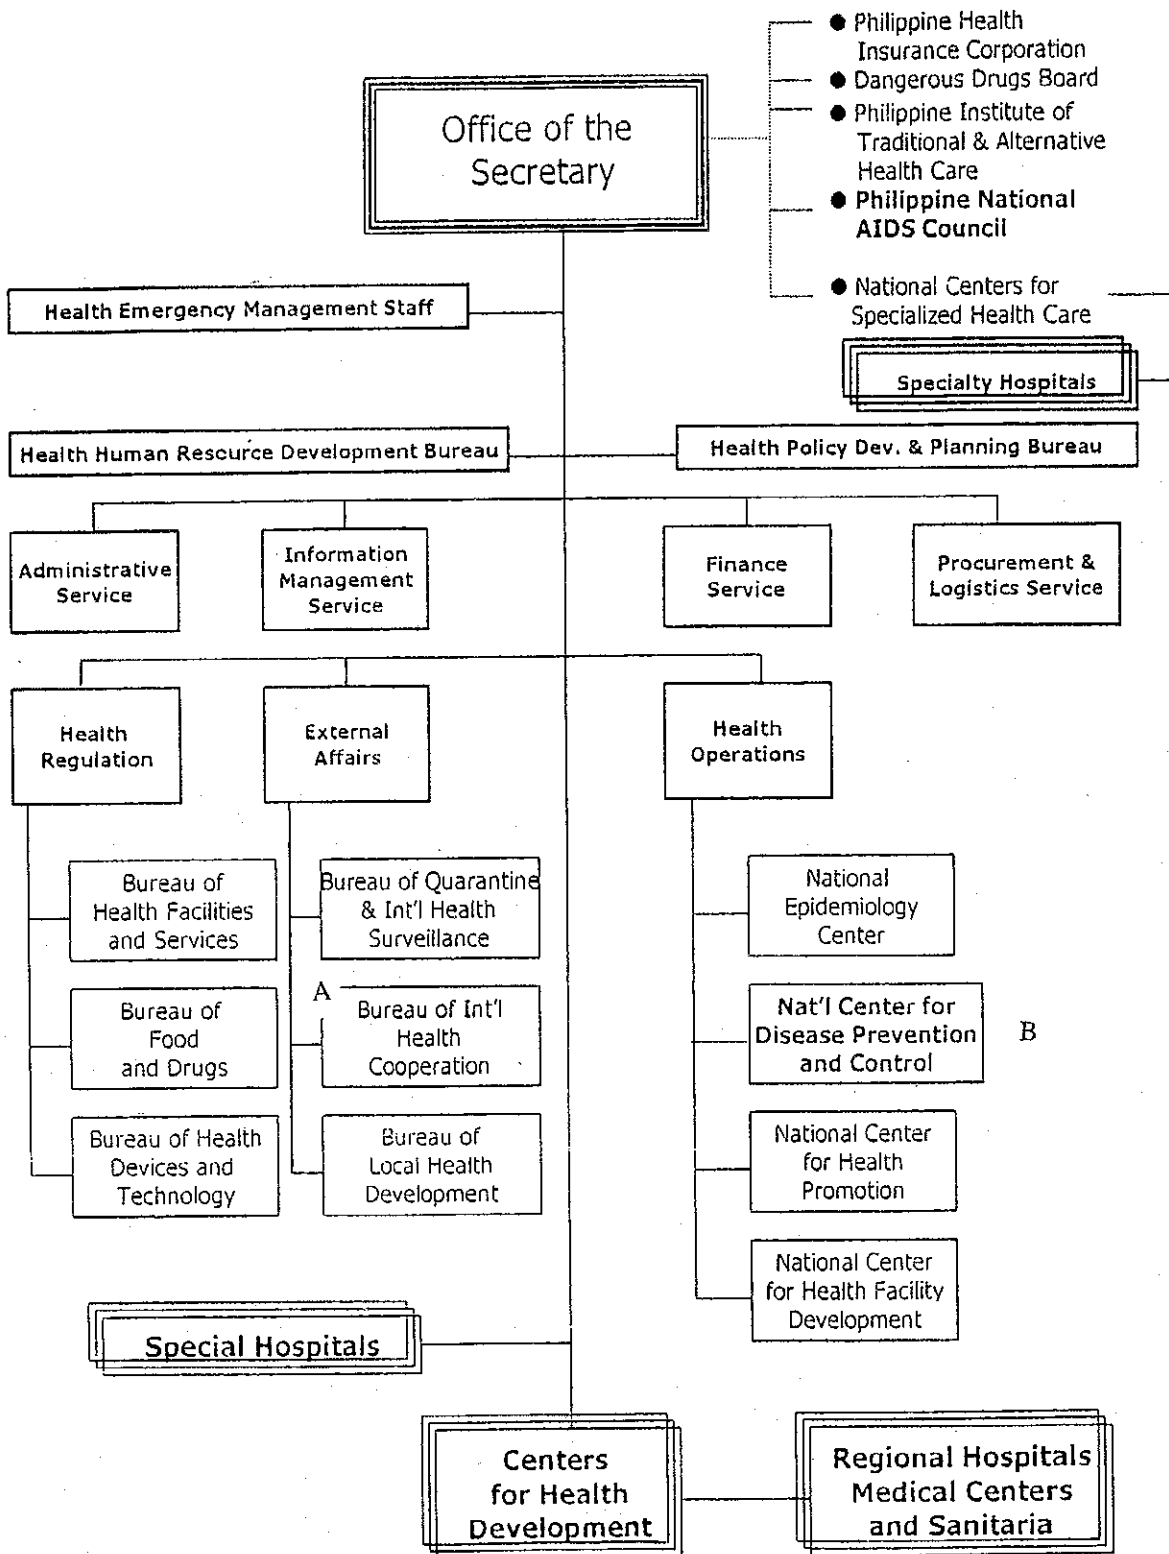 ● Philippine Health
Insurance Corporation
● Dangerous Drugs Board
● Philippine Institute of
Traditional & Alternative
Health Care
● Philippine National
AIDS Council
● National Centers for
Specialized Health Care
Office of the
Secretary
Health Emergency Management Staff
Specialty Hospitals
Health Human Resource Development Bureau
Health Policy Dev. & Planning Bureau
Administrative
Service
Information
Management
Service
Finance
Service
Procurement &
Logistics Service
Health
Regulation
External
Affairs
Health
Operations
Bureau of
Health Facilities
and Services
Bureau of
Food
and Drugs
Bureau of Health
Devices and
Technology
Bureau of Quarantine
& Int'l Health
Surveillance
A
Bureau of Int'l
Health
Cooperation
Bureau of
Local Health
Development
National
Epidemiology
Center
Nat'l Center for
Disease Prevention
and Control
B
National Center
for Health
Promotion
National Center
for Health Facility
Development
Special Hospitals
Centers
for Health
Development
Regional Hospitals
Medical Centers
and Sanitaria